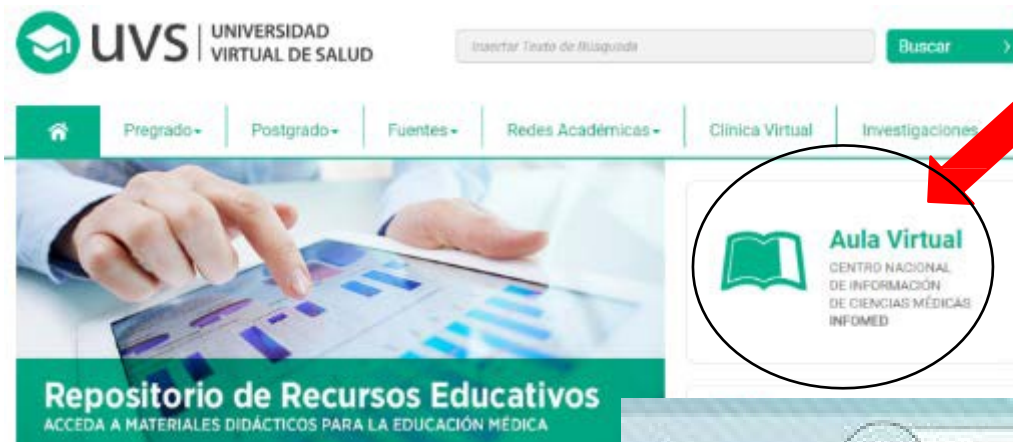 UVS UNIVERSIDAD
VIRTUAL DE SALUD
Insertar Texto de Búsqueda
Buscar
Pregrado
Postgrado
Fuentes
Redes Académicas
Clínica Virtual
Investigaciones
Aula Virtual
CENTRO NACIONAL
DE INFORMACIÓN
DE CIENCIAS MÉDICAS
INFOMED
Repositorio de Recursos Educativos
ACCEDA A MATERIALES DIDÁCTICOS PARA LA EDUCACIÓN MÉDICA